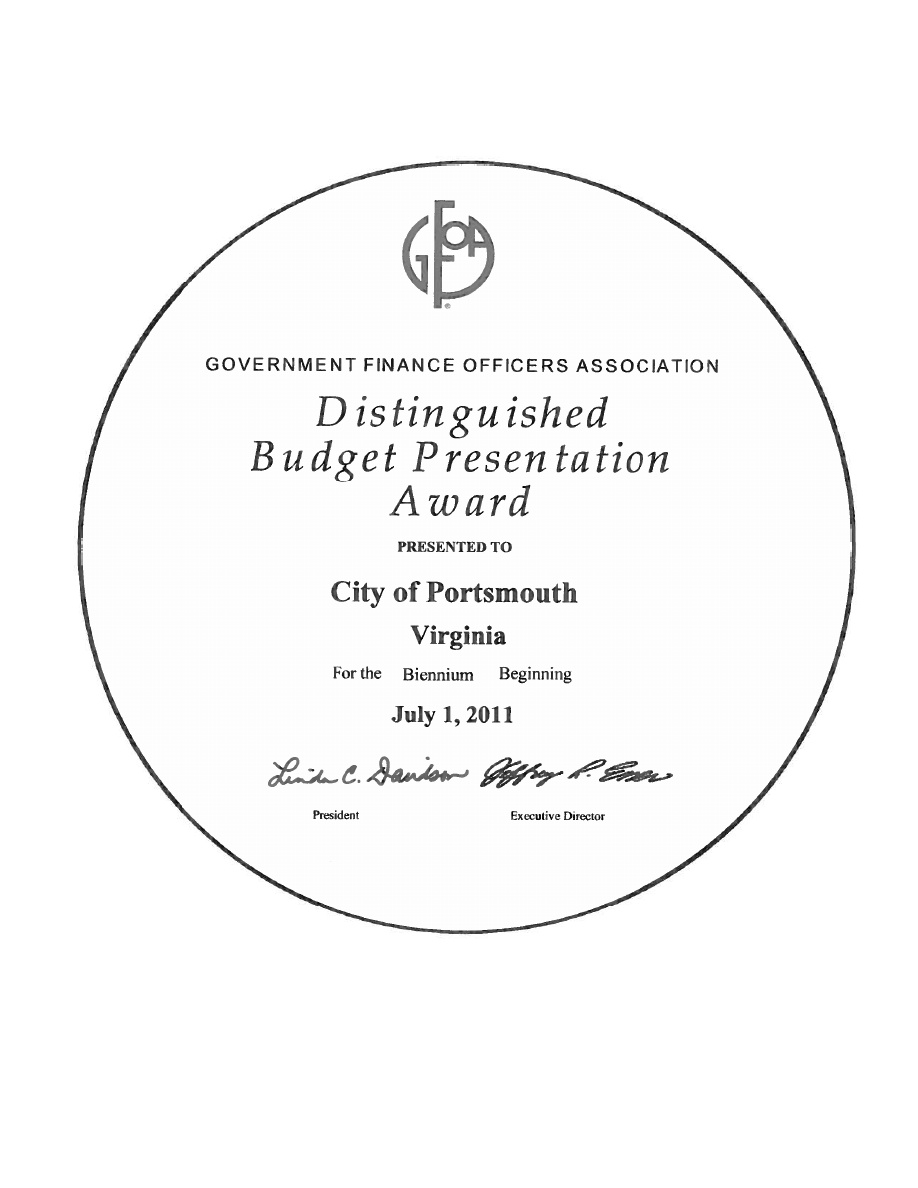 GFOA
®
GOVERNMENT FINANCE OFFICERS ASSOCIATION
Distinguished
Budget Presentation
Award
PRESENTED TO
City of Portsmouth
Virginia
For the Biennium Beginning
July 1, 2011
Linda C. Davidson Jeffrey R. Enew
President Executive Director